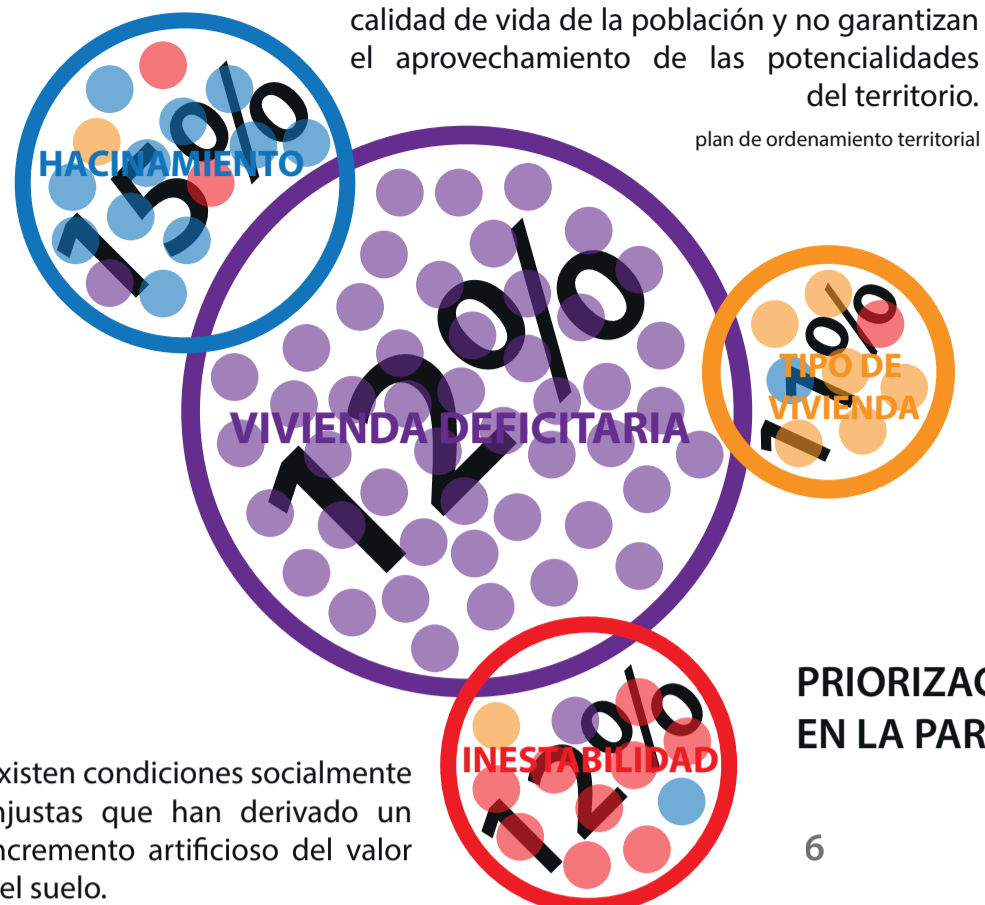 calidad de vida de la población y no garantizan
el aprovechamiento de las potencialidades
del territorio.
plan de ordenamiento territorial
15%
HACINAMIENTO
12%
VIVIENDA DEFICITARIA
11%
TIPO DE
VIVIENDA
12%
INESTABILIDAD
PRIORIZAC
EN LA PAR
xisten condiciones socialmente
njustas que han derivado un
ncremento artificioso del valor
el suelo.
6